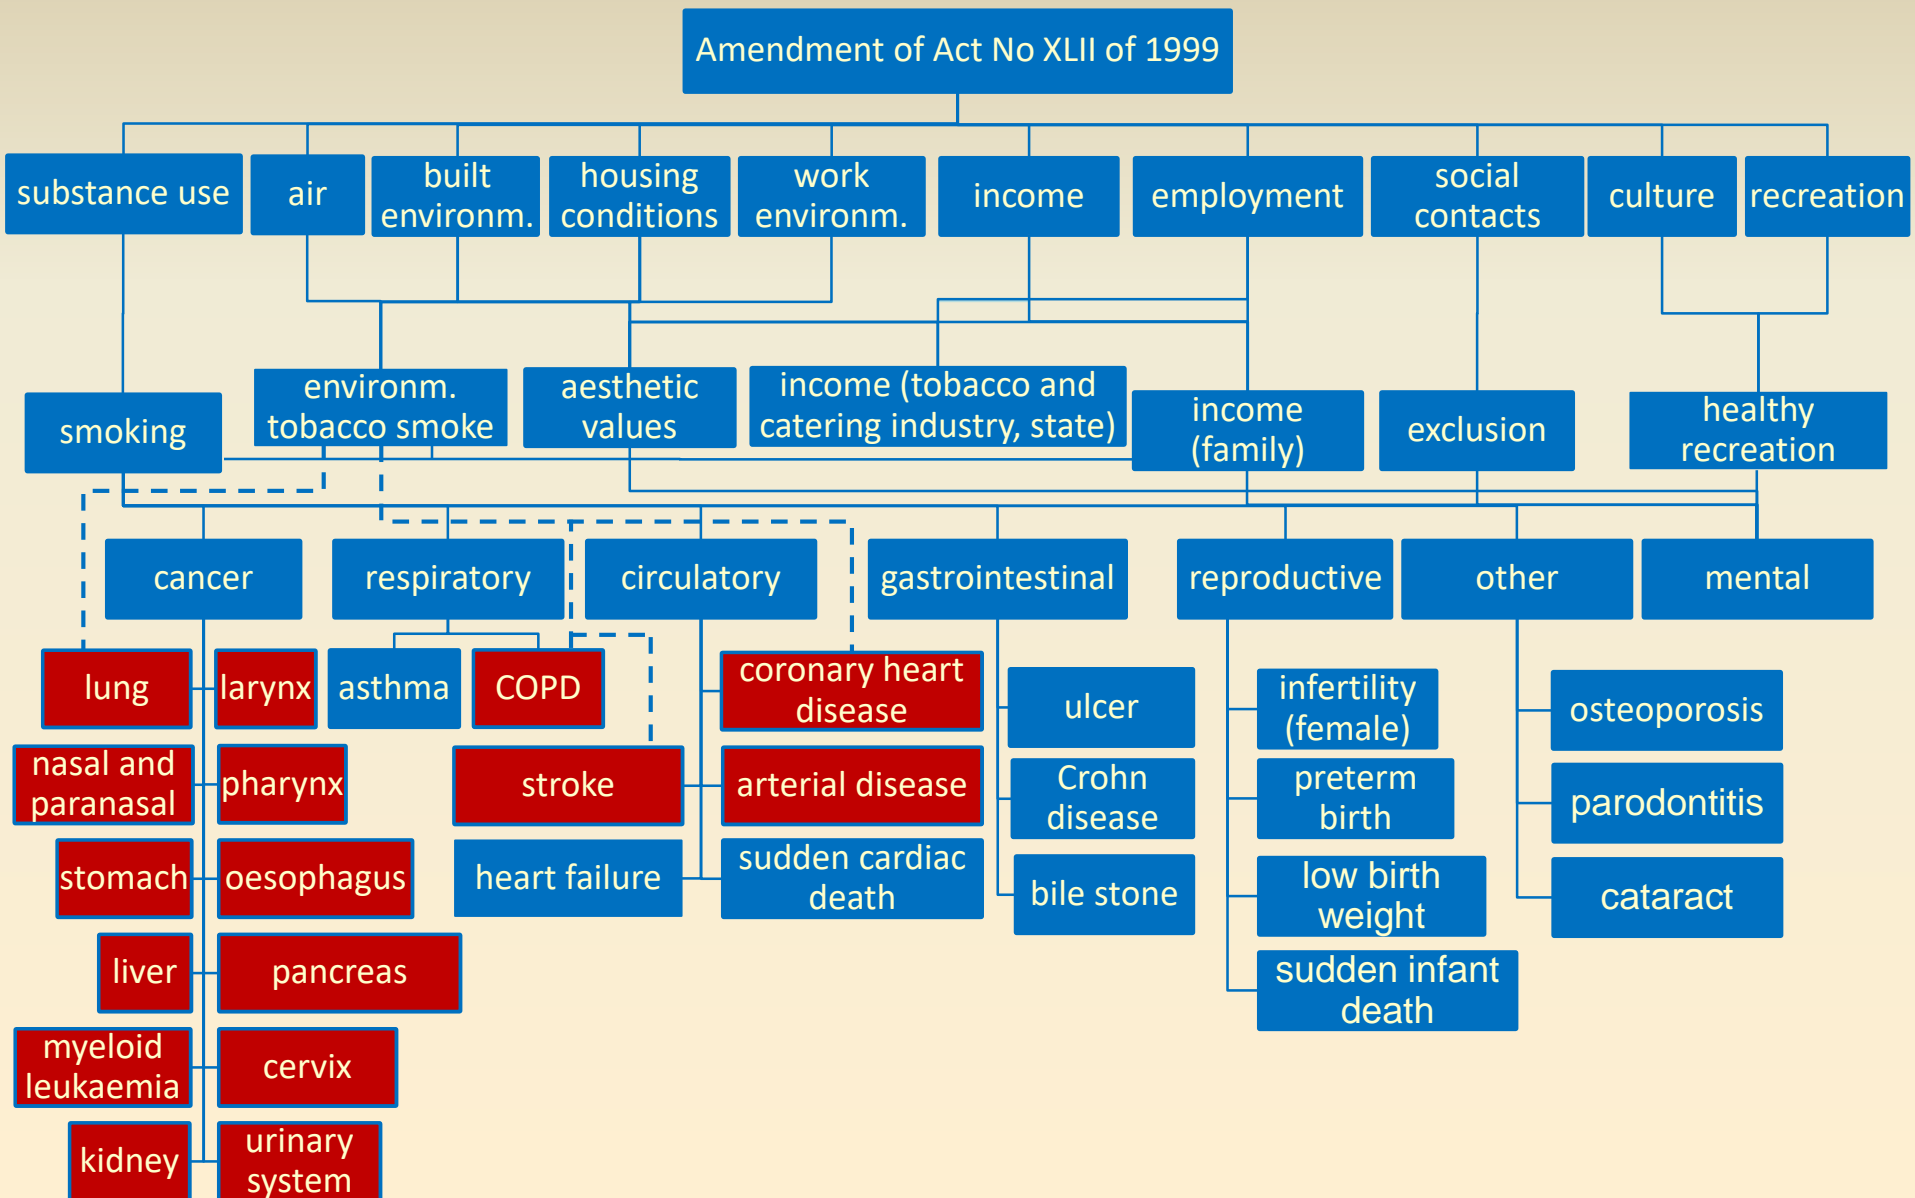 Amendment of Act No XLII of 1999
substance use
air
built
environm.
housing
conditions
work
environm.
income
employment
social
contacts
culture
recreation
smoking
environm.
tobacco smoke
aesthetic
values
income (tobacco and
catering industry, state)
income
(family)
exclusion
healthy
recreation
cancer
respiratory
circulatory
gastrointestinal
reproductive
other
mental
lung
larynx
nasal and
paranasal
pharynx
stomach
oesophagus
liver
pancreas
myeloid
leukaemia
cervix
kidney
urinary
system
asthma
COPD
coronary heart
disease
stroke
arterial disease
heart failure
sudden cardiac
death
ulcer
Crohn
disease
bile stone
infertility
(female)
preterm
birth
low birth
weight
sudden infant
death
osteoporosis
parodontitis
cataract